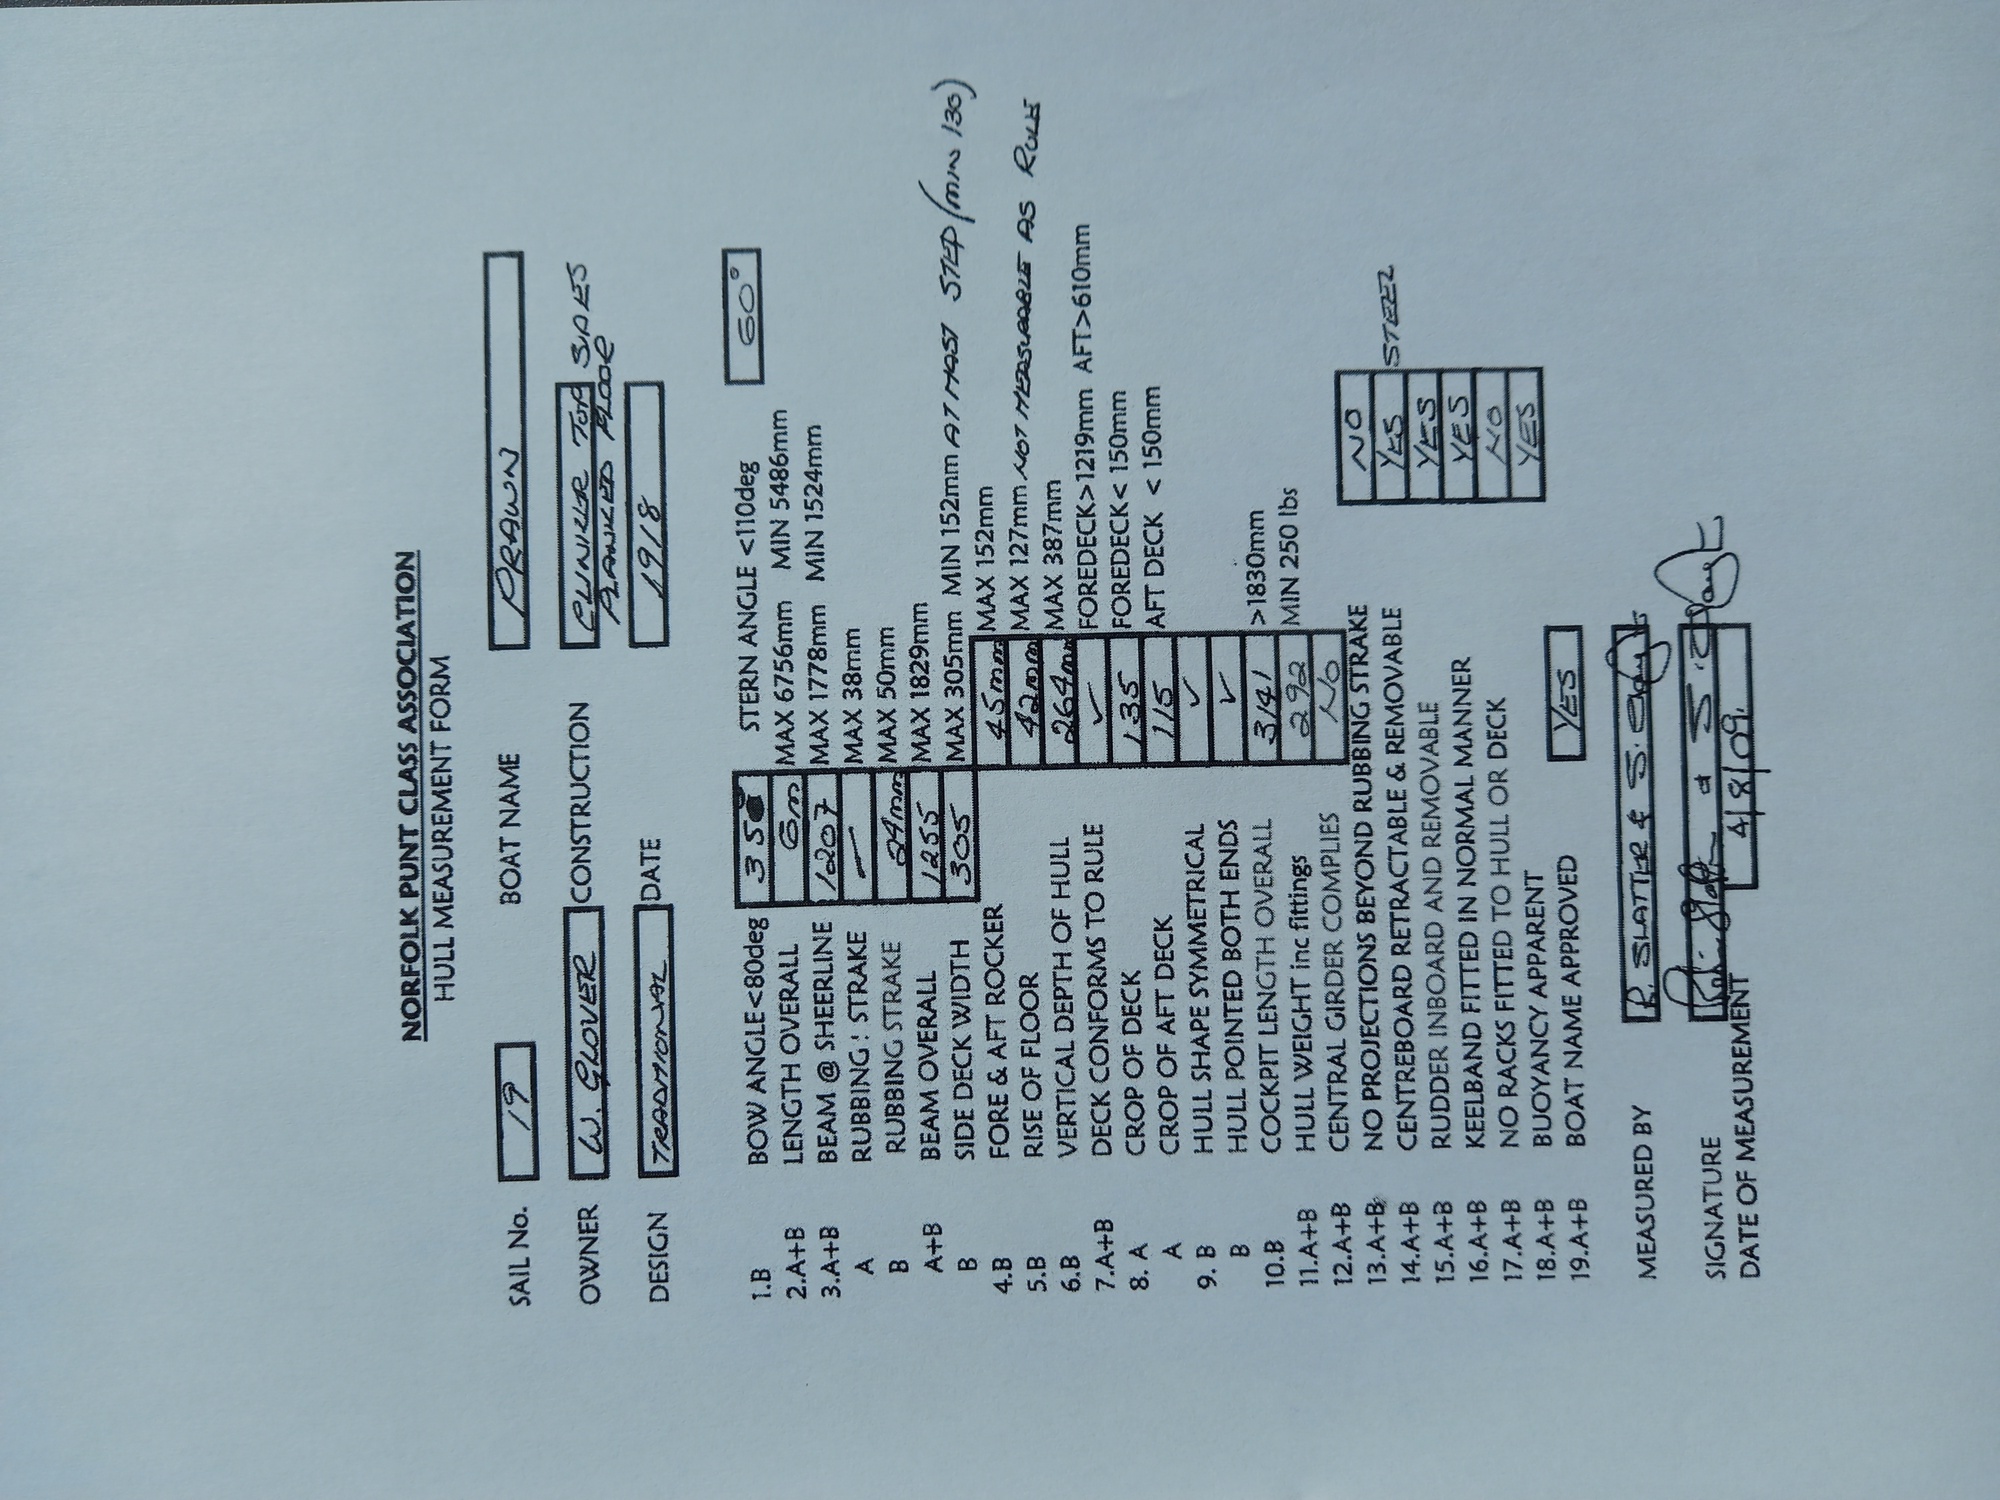 NORFOLK PUNT CLASS ASSOCIATION
HULL MEASUREMENT FORM
SAIL No. 19 BOAT NAME PRAWN
OWNER W. GLOVER CONSTRUCTION CLINKER TOP SIDES
PLANKED FLOOR
DESIGN TRADITIONAL DATE 1918
1.B BOW ANGLE<80deg 35° STERN ANGLE <110deg 60°
2.A+B LENGTH OVERALL 6m MAX 6756mm MIN 5486mm
3.A+B BEAM @ SHEERLINE 1207 MAX 1778mm MIN 1524mm
A RUBBING! STRAKE — MAX 38mm
B RUBBING STRAKE 24mm MAX 50mm
A+B BEAM OVERALL 1255 MAX 1829mm
B SIDE DECK WIDTH 305 MAX 305mm MIN 152mm AT MAST STEP (MIN 130)
4.B FORE & AFT ROCKER 45mm MAX 152mm
5.B RISE OF FLOOR 42mm MAX 127mm NOT MEASURABLE AS RULE
6.B VERTICAL DEPTH OF HULL 264mm MAX 387mm
7.A+B DECK CONFORMS TO RULE ✓ FOREDECK>1219mm AFT>610mm
8. A CROP OF DECK 135 FOREDECK< 150mm
A CROP OF AFT DECK 115 AFT DECK < 150mm
9. B HULL SHAPE SYMMETRICAL ✓
B HULL POINTED BOTH ENDS ✓
10.B COCKPIT LENGTH OVERALL 3141 >1830mm
11.A+B HULL WEIGHT inc fittings 292 MIN 250 lbs
12.A+B CENTRAL GIRDER COMPLIES NO
13.A+B NO PROJECTIONS BEYOND RUBBING STRAKE NO
14.A+B CENTREBOARD RETRACTABLE & REMOVABLE YES STEEL
15.A+B RUDDER INBOARD AND REMOVABLE YES
16.A+B KEELBAND FITTED IN NORMAL MANNER YES
17.A+B NO RACKS FITTED TO HULL OR DECK NO
18.A+B BUOYANCY APPARENT YES
19.A+B BOAT NAME APPROVED YES
MEASURED BY R. SLATTER & S.
SIGNATURE
DATE OF MEASUREMENT 4/8/09.